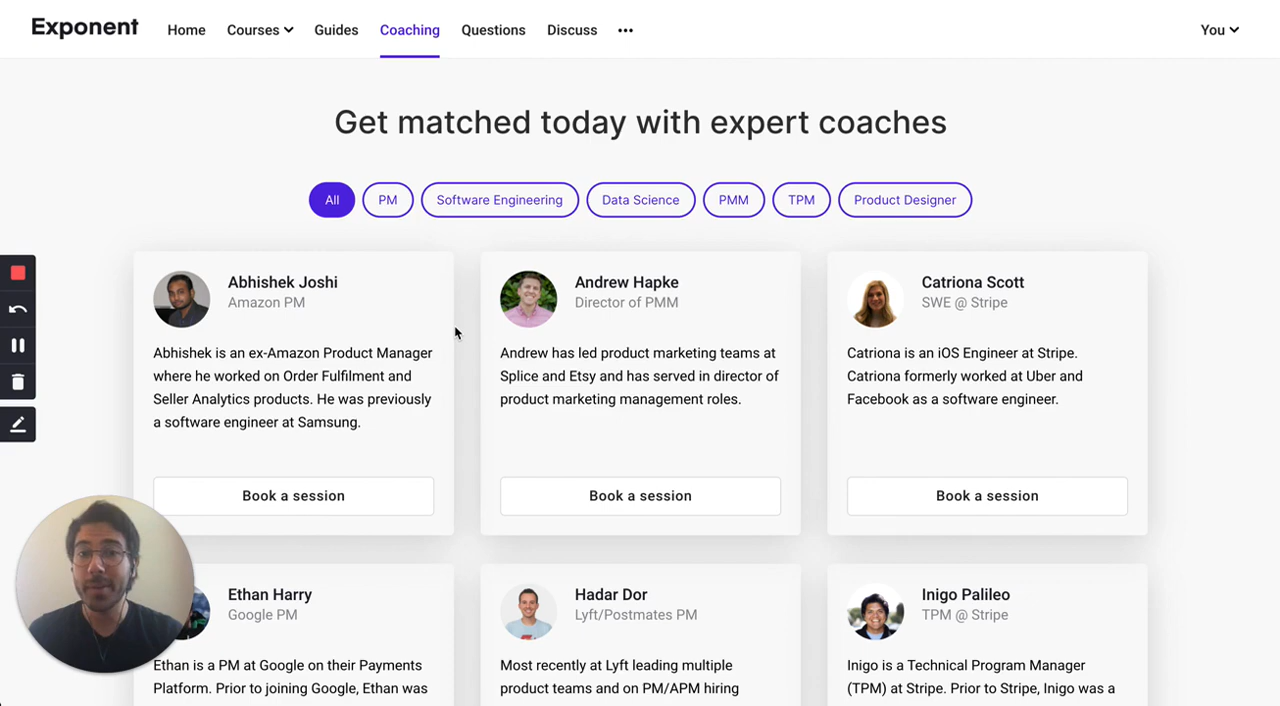 Exponent
Home
Courses
Guides
Coaching
Questions
Discuss
You
Get matched today with expert coaches
All
PM
Software Engineering
Data Science
PMM
TPM
Product Designer
Abhishek Joshi
Amazon PM
Abhishek is an ex-Amazon Product Manager
where he worked on Order Fulfilment and
Seller Analytics products. He was previously
a software engineer at Samsung.
Book a session
Andrew Hapke
Director of PMM
Andrew has led product marketing teams at
Splice and Etsy and has served in director of
product marketing management roles.
Book a session
Catriona Scott
SWE @ Stripe
Catriona is an iOS Engineer at Stripe.
Catriona formerly worked at Uber and
Facebook as a software engineer.
Book a session
Ethan Harry
Google PM
Ethan is a PM at Google on their Payments
Platform. Prior to joining Google, Ethan was
Hadar Dor
Lyft/Postmates PM
Most recently at Lyft leading multiple
product teams and on PM/APM hiring
Inigo Palileo
TPM @ Stripe
Inigo is a Technical Program Manager
(TPM) at Stripe. Prior to Stripe, Inigo was a